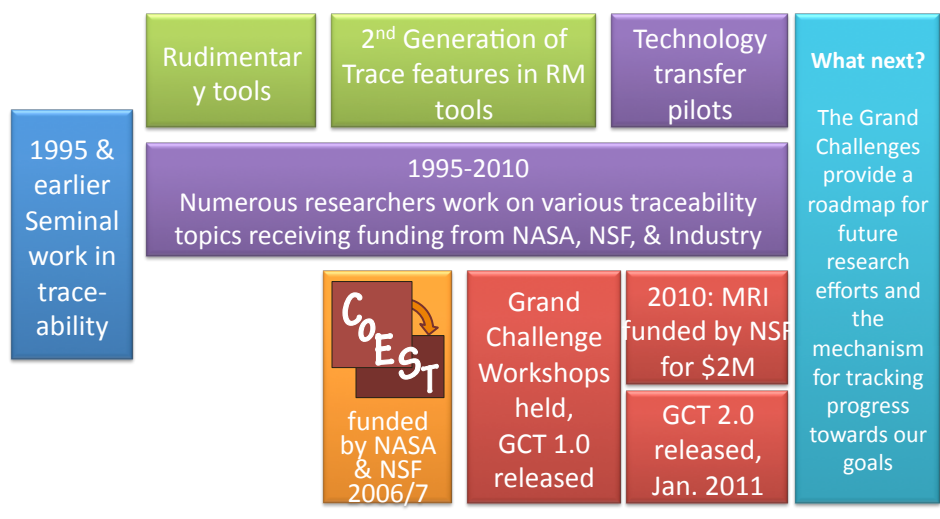 1995 &
earlier
Seminal
work in
trace-
ability
Rudimentar
y tools
2nd Generation of
Trace features in RM
tools
Technology
transfer
pilots
1995-2010
Numerous researchers work on various traceability
topics receiving funding from NASA, NSF, & Industry
COEST
funded
by NASA
& NSF
2006/7
Grand
Challenge
Workshops
held,
GCT 1.0
released
2010: MRI
funded by NSF
for $2M
GCT 2.0
released,
Jan. 2011
What next?
The Grand
Challenges
provide a
roadmap for
future
research
efforts and
the
mechanism
for tracking
progress
towards our
goals